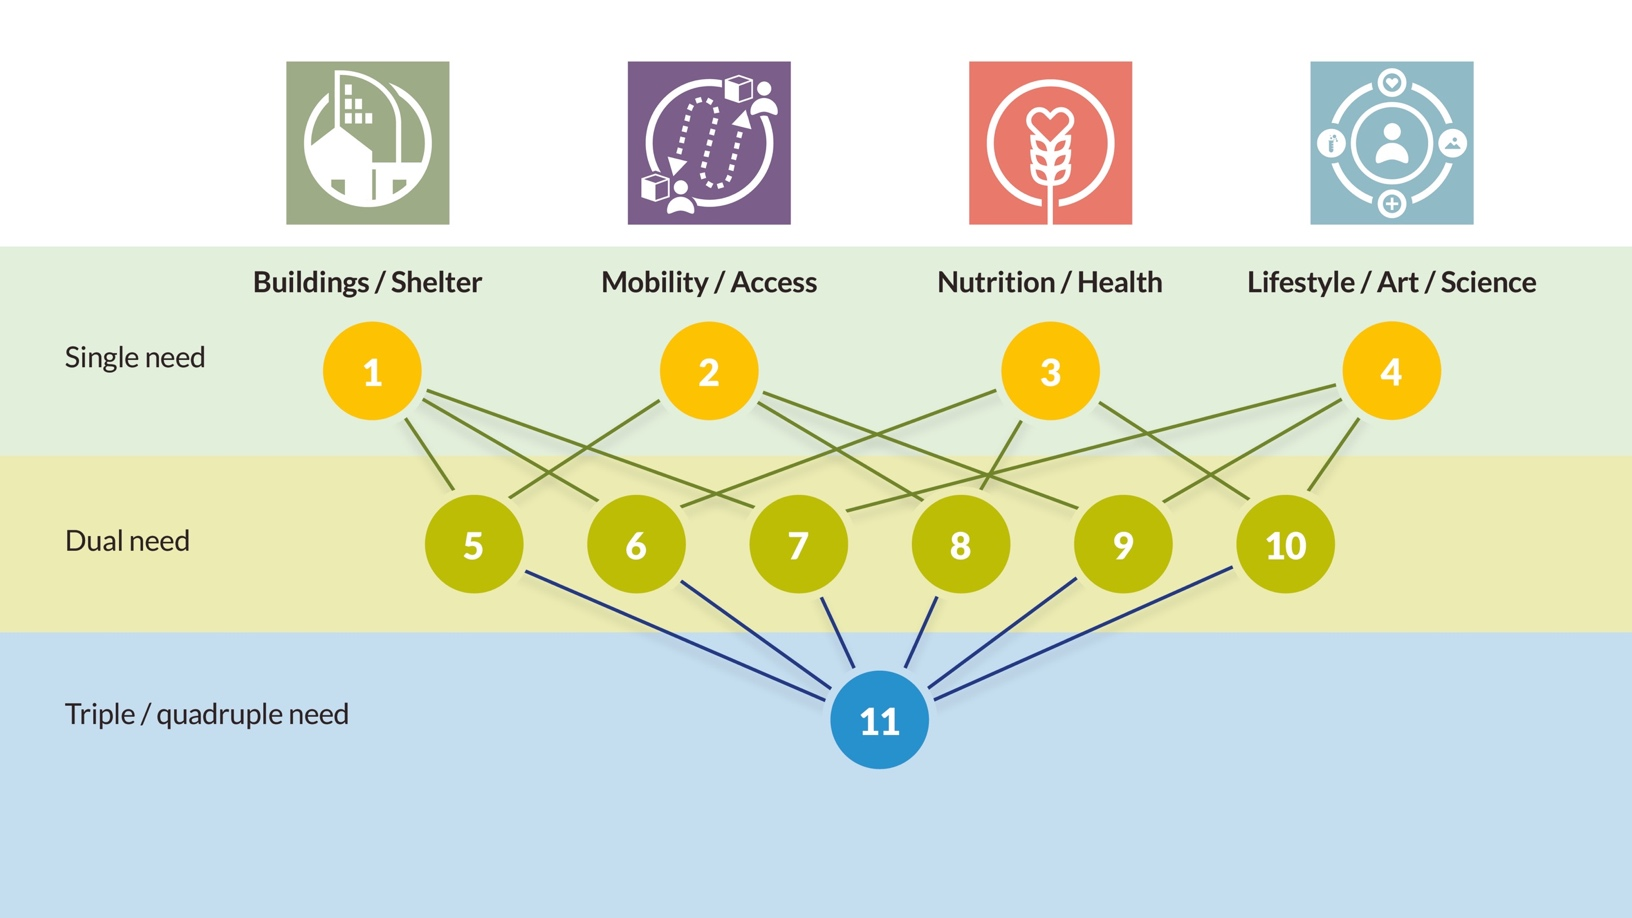 Buildings / Shelter
Mobility / Access
Nutrition / Health
Lifestyle / Art / Science
Single need
1
2
3
4
Dual need
5
6
7
8
9
10
Triple / quadruple need
11